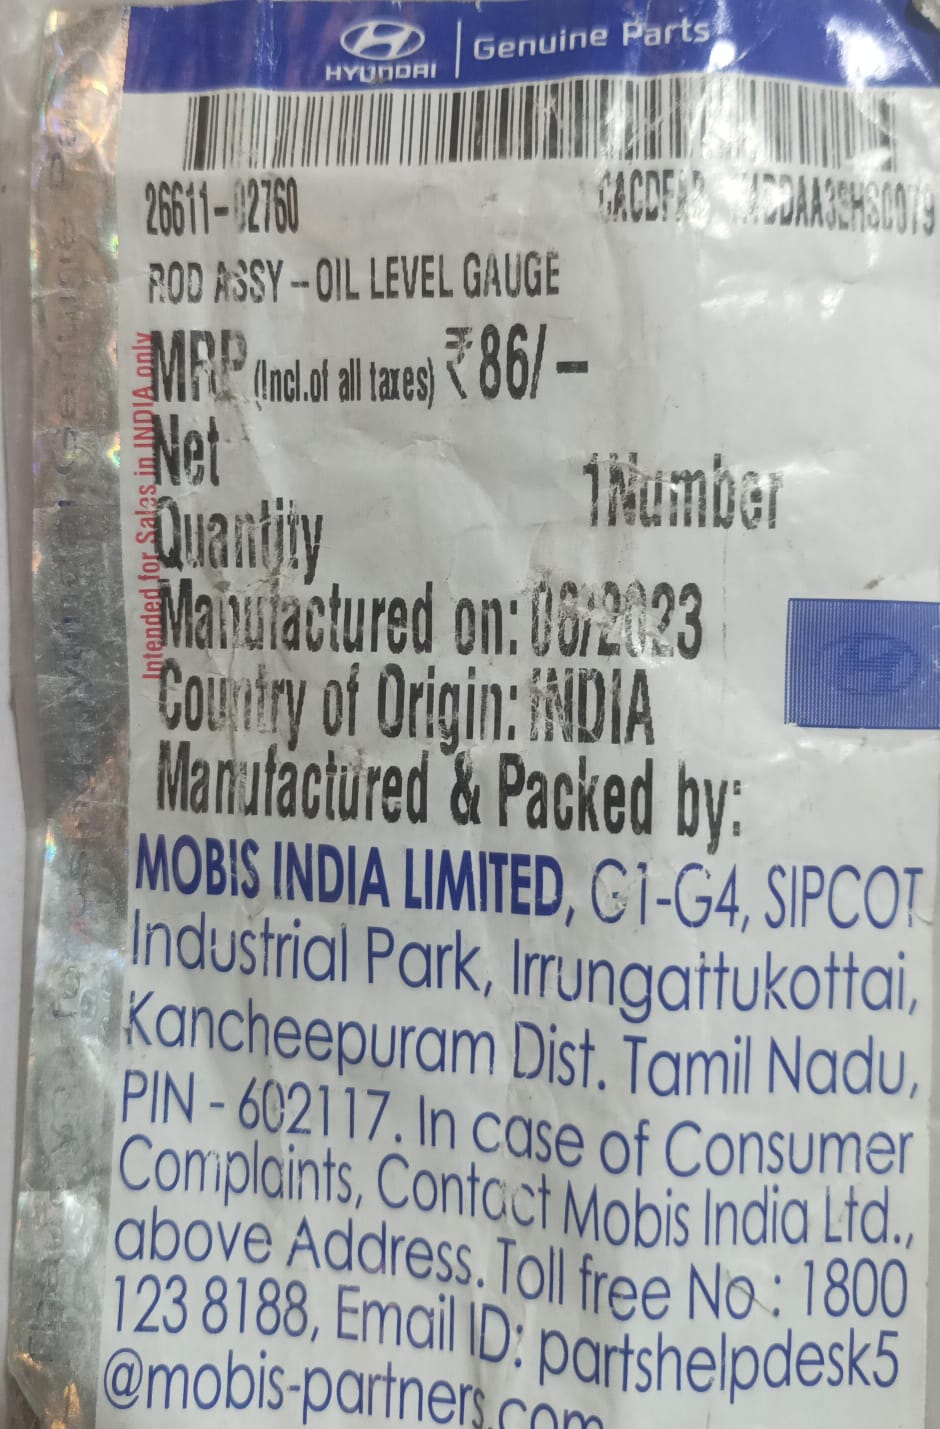 HYUNDAI | Genuine Parts
26611-02760
ROD ASSY-OIL LEVEL GAUGE
MRP (Incl.of all taxes) ₹86/-
Net
Quantity 1Number
Manufactured on: 06/2023
Country of Origin: INDIA
Manufactured & Packed by:
MOBIS INDIA LIMITED, G1-G4, SIPCOT
Industrial Park, Irrungattukottai,
Kancheepuram Dist. Tamil Nadu,
PIN - 602117. In case of Consumer
Complaints, Contact Mobis India Ltd.,
above Address. Toll free No : 1800
123 8188, Email ID: partshelpdesk5
@mobis-partners.com
Intended for Sales in INDIA only